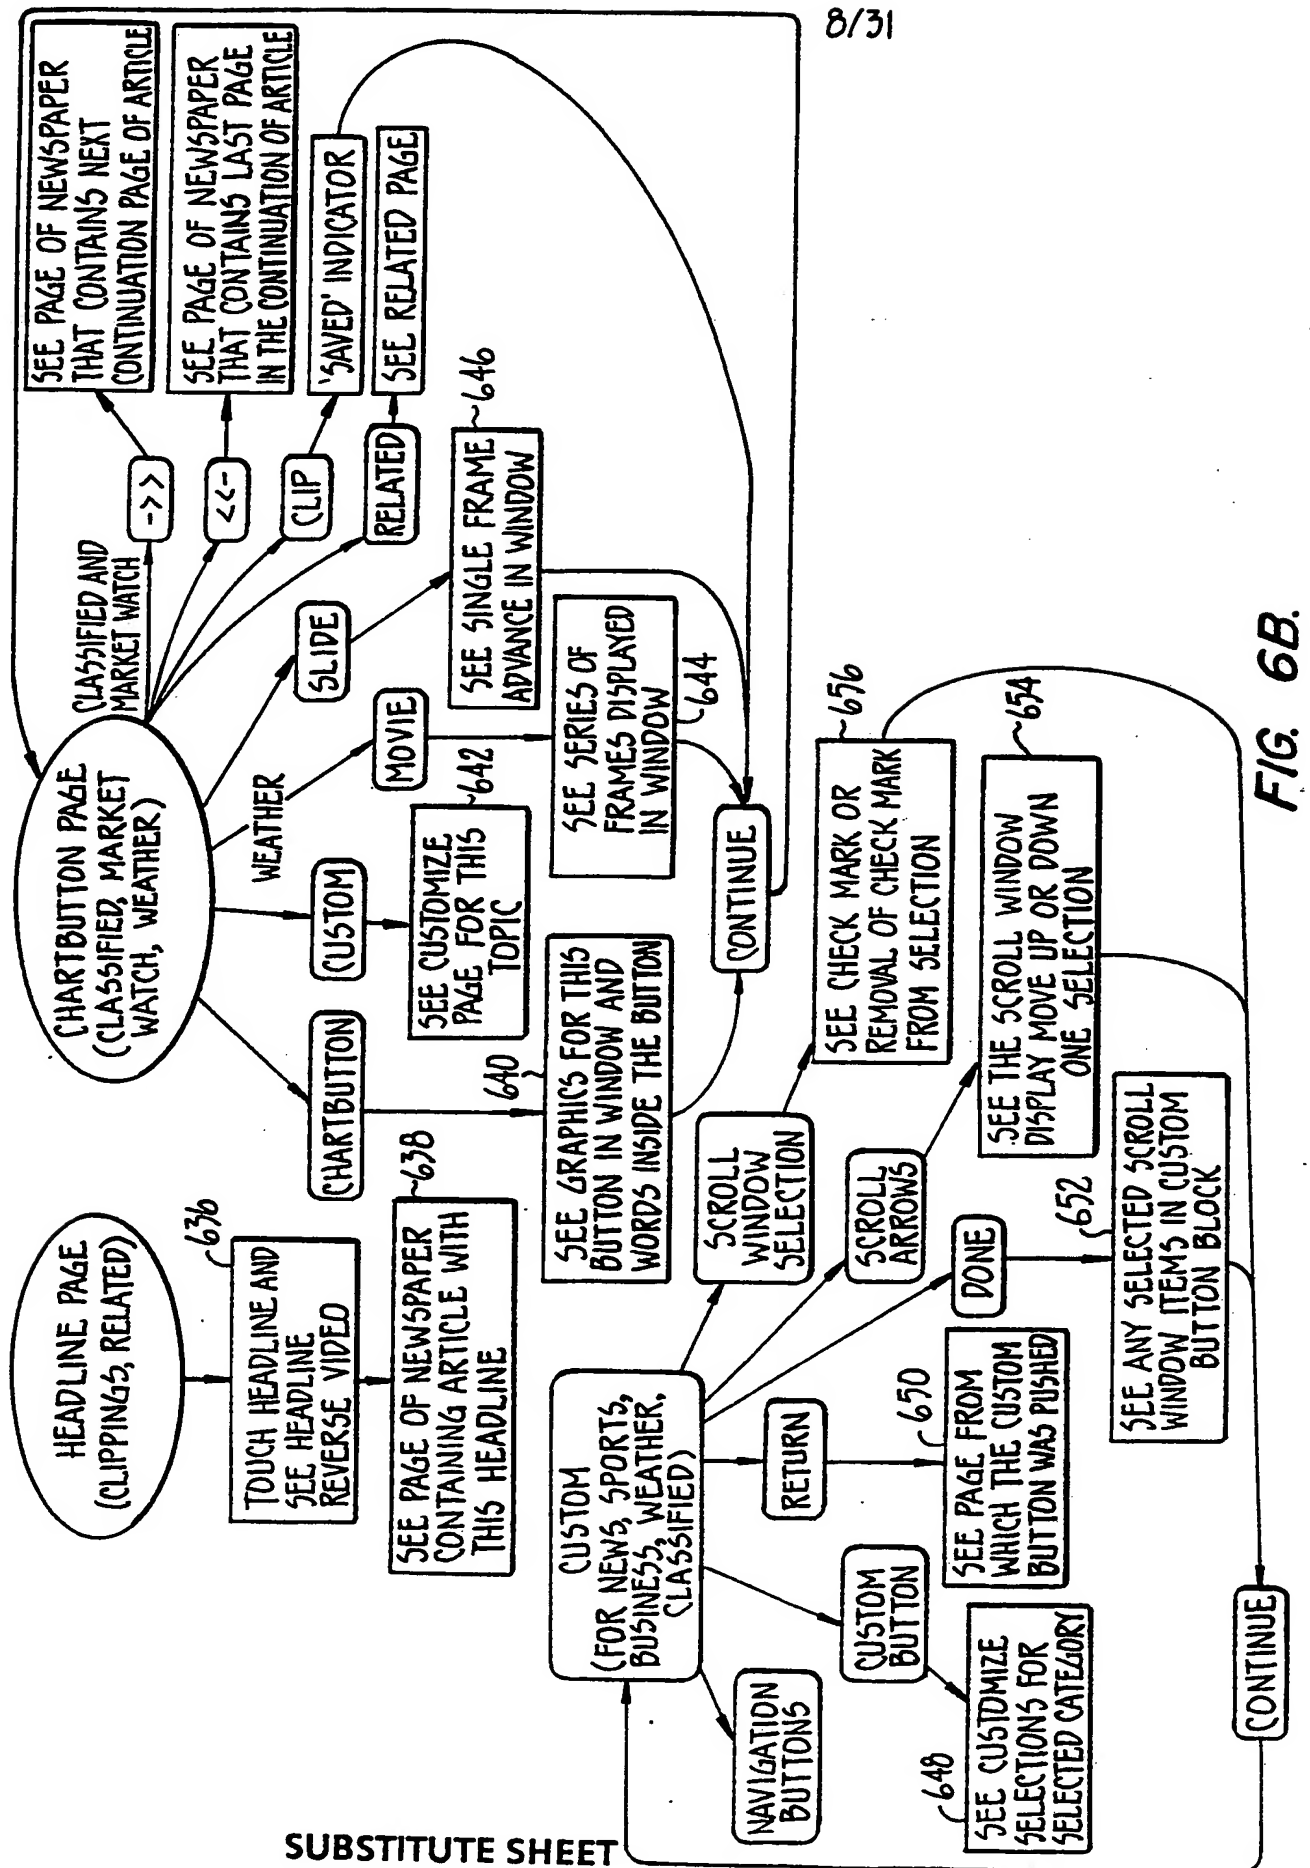 8/31
HEADLINE PAGE
(CLIPPINGS, RELATED)
636
TOUCH HEADLINE AND
SEE HEADLINE
REVERSE VIDEO
638
SEE PAGE OF NEWSPAPER
CONTAINING ARTICLE WITH
THIS HEADLINE
CHARTBUTTON PAGE
(CLASSIFIED, MARKET
WATCH, WEATHER)
CHARTBUTTON
640
SEE GRAPHICS FOR THIS
BUTTON IN WINDOW AND
WORDS INSIDE THE BUTTON
CUSTOM
642
SEE CUSTOMIZE
PAGE FOR THIS
TOPIC
WEATHER
MOVIE
SEE SERIES OF
FRAMES DISPLAYED
IN WINDOW
644
SLIDE
646
SEE SINGLE FRAME
ADVANCE IN WINDOW
CLASSIFIED AND
MARKET WATCH
->>
SEE PAGE OF NEWSPAPER
THAT CONTAINS NEXT
CONTINUATION PAGE OF ARTICLE
<<-
SEE PAGE OF NEWSPAPER
THAT CONTAINS LAST PAGE
IN THE CONTINUATION OF ARTICLE
CLIP
'SAVED' INDICATOR
RELATED
SEE RELATED PAGE
CONTINUE
CUSTOM
(FOR NEWS, SPORTS,
BUSINESS, WEATHER,
CLASSIFIED)
NAVIGATION
BUTTONS
CUSTOM
BUTTON
648
SEE CUSTOMIZE
SELECTIONS FOR
SELECTED CATEGORY
RETURN
650
SEE PAGE FROM
WHICH THE CUSTOM
BUTTON WAS PUSHED
DONE
652
SEE ANY SELECTED SCROLL
WINDOW ITEMS IN CUSTOM
BUTTON BLOCK
SCROLL
ARROWS
654
SEE THE SCROLL WINDOW
DISPLAY MOVE UP OR DOWN
ONE SELECTION
SCROLL
WINDOW
SELECTION
656
SEE CHECK MARK OR
REMOVAL OF CHECK MARK
FROM SELECTION
CONTINUE
FIG. 6B.
SUBSTITUTE SHEET